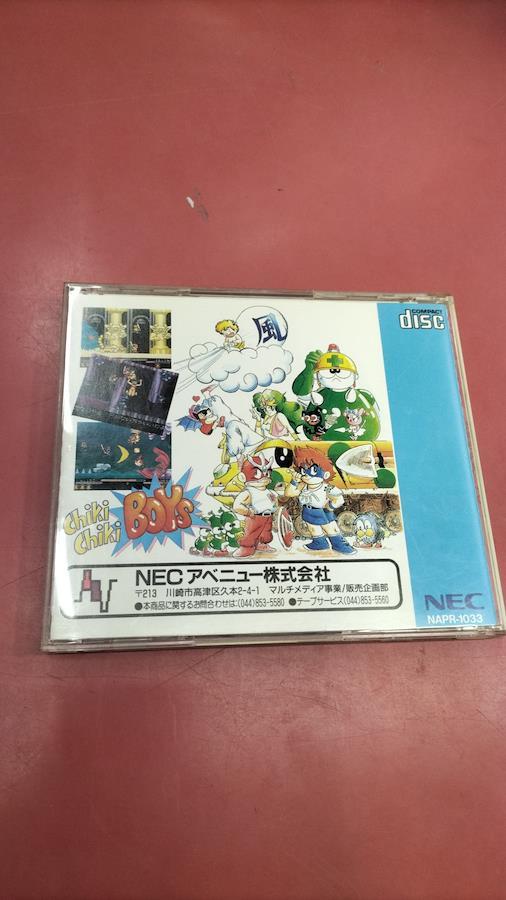 COMPACT
disc
風
Chiki
Chiki
BOYS
NECアベニュー株式会社
〒213 川崎市高津区久本2-4-1 マルチメディア事業/販売企画部
●本商品に関するお問合わせは:(044)853-5580 ●テープサービス(044)853-5560
NEC
NAPR-1033